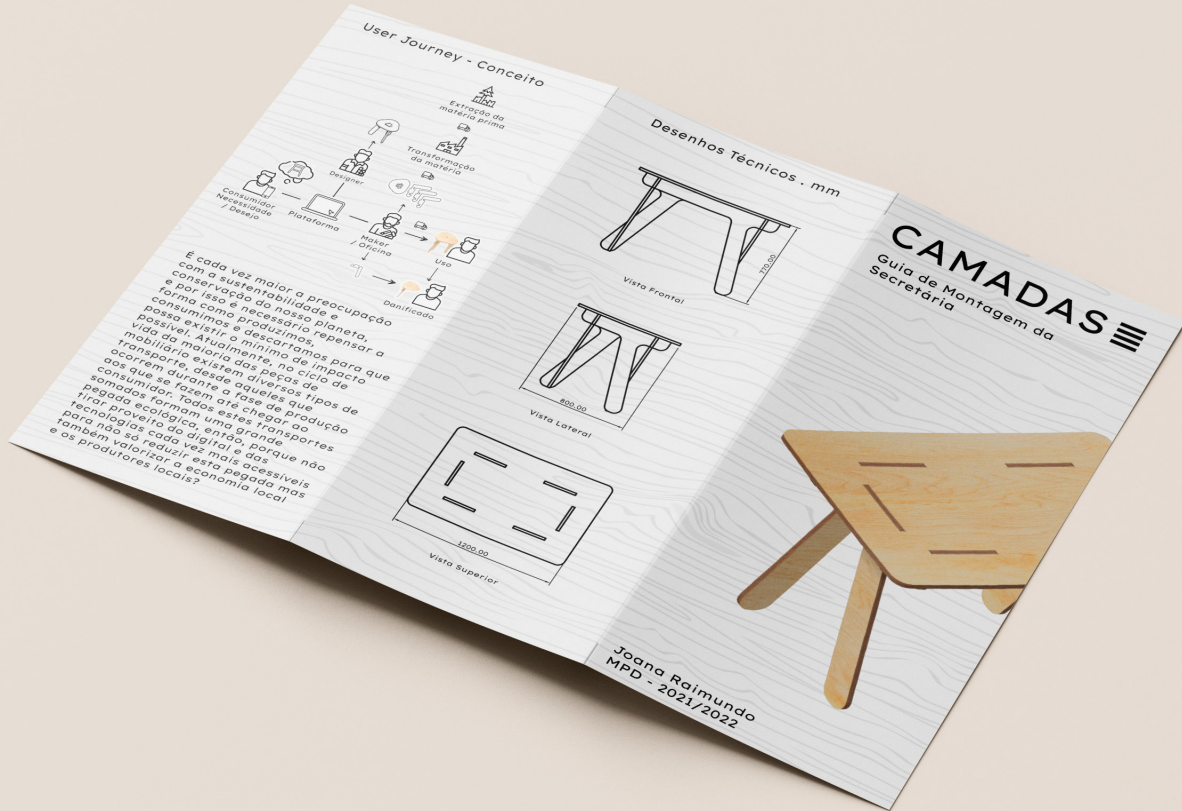 User Journey - Conceito
Extração da
matéria prima
Transformação
da matéria
Designer
Consumidor
Necessidade
/ Desejo
Plataforma
Maker
/ Oficina
Uso
Danificado
É cada vez maior a preocupação
com a sustentabilidade e
conservação do nosso planeta,
e por isso é necessário repensar a
forma como produzimos,
consumimos e descartamos para que
possa existir o mínimo de impacto
possível. Atualmente, no ciclo de
vida da maioria das peças de
mobiliário existem diversos tipos de
transporte, desde aqueles que
ocorrem durante a fase de produção
aos que se fazem até chegar ao
consumidor. Todos estes transportes
somados formam uma grande
pegada ecológica, então, porque não
tirar proveito do digital e das
tecnologias cada vez mais acessíveis
para não só reduzir esta pegada mas
também valorizar a economia local
e os produtores locais?
Desenhos Técnicos . mm
770.00
Vista Frontal
600.00
Vista Lateral
1200.00
Vista Superior
CAMADAS
Guia de Montagem da
Secretária
Joana Raimundo
MPD - 2021/2022